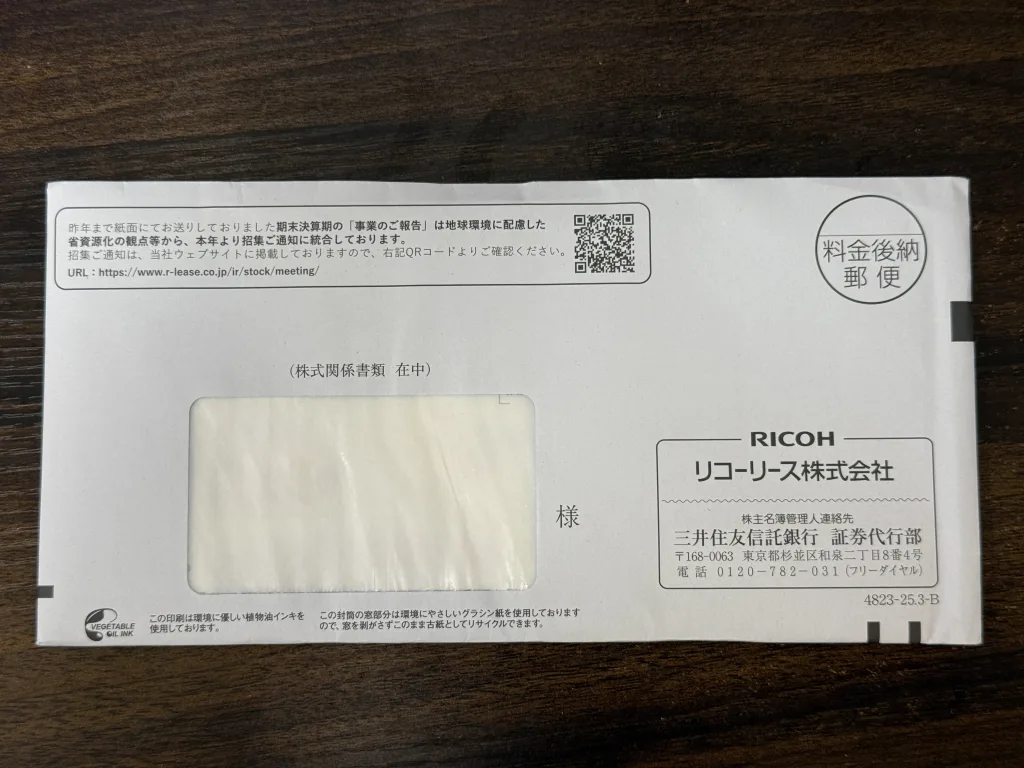 昨年まで紙面にてお送りしておりました期末決算期の「事業のご報告」は地球環境に配慮した
省資源化の観点等から、本年より招集ご通知に統合しております。
招集ご通知は、当社ウェブサイトに掲載しておりますので、右記QRコードよりご確認ください。
URL：https://www.r-lease.co.jp/ir/stock/meeting/
料金後納
郵便
（株式関係書類 在中）
様
RICOH
リコーリース株式会社
株主名簿管理人連絡先
三井住友信託銀行 証券代行部
〒168-0063 東京都杉並区和泉二丁目8番4号
電話 0120－782－031（フリーダイヤル）
4823-25.3-B
VEGETABLE
OIL INK
この印刷は環境に優しい植物油インキを
使用しております。
この封筒の窓部分は環境にやさしいグラシン紙を使用しております
ので、窓を剥がさずこのまま古紙としてリサイクルできます。